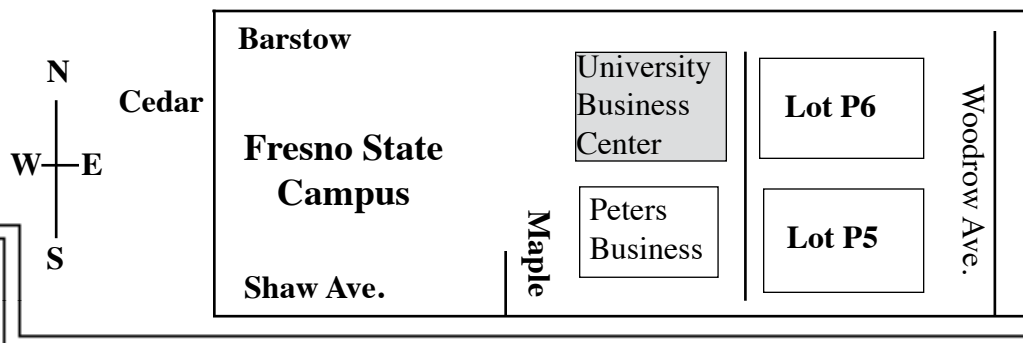 Barstow
N
Cedar
W
E
S
Fresno State
Campus
Shaw Ave.
Maple
University
Business
Center
Peters
Business
Lot P6
Lot P5
Woodrow Ave.